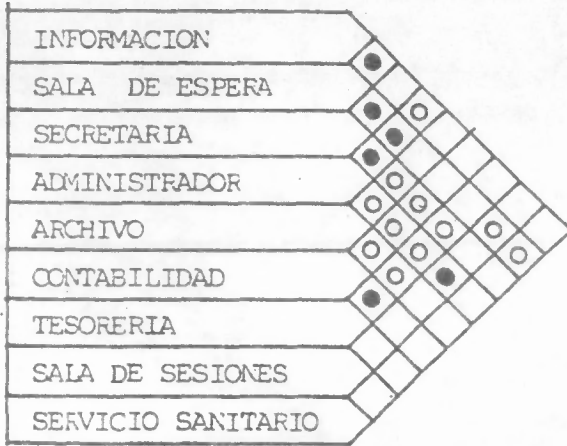 INFORMACION
SALA DE ESPERA
SECRETARIA
ADMINISTRADOR
ARCHIVO
CONTABILIDAD
TESORERIA
SALA DE SESIONES
SERVICIO SANITARIO